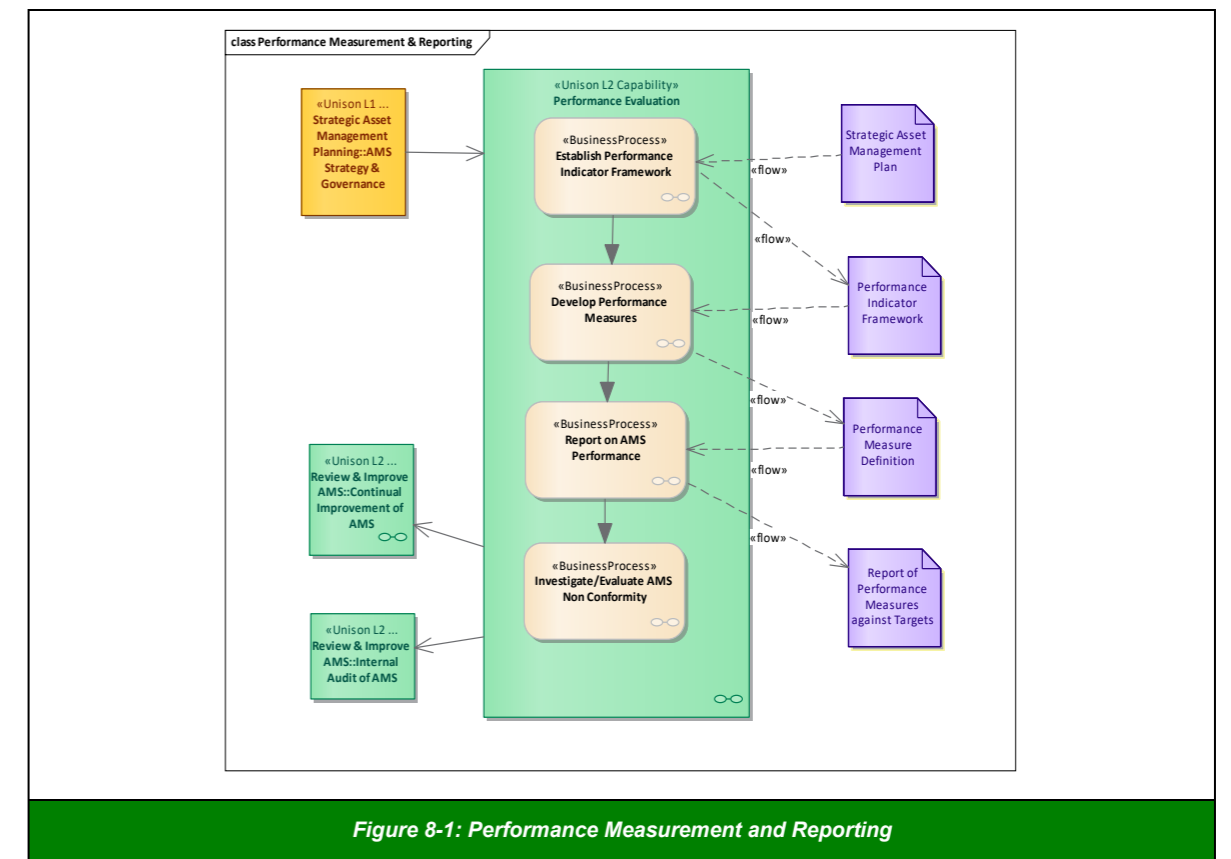 class Performance Measurement & Reporting
«Unison L1 ...
Strategic Asset
Management
Planning::AMS
Strategy &
Governance
«Unison L2 Capability»
Performance Evaluation
«BusinessProcess»
Establish Performance
Indicator Framework
Strategic Asset
Management
Plan
«flow»
«flow»
«BusinessProcess»
Develop Performance
Measures
Performance
Indicator
Framework
«flow»
«flow»
«BusinessProcess»
Report on AMS
Performance
Performance
Measure
Definition
«flow»
«flow»
«Unison L2 ...
Review & Improve
AMS::Continual
Improvement of
AMS
«BusinessProcess»
Investigate/Evaluate AMS
Non Conformity
Report of
Performance
Measures
against Targets
«Unison L2 ...
Review & Improve
AMS::Internal
Audit of AMS
Figure 8-1: Performance Measurement and Reporting